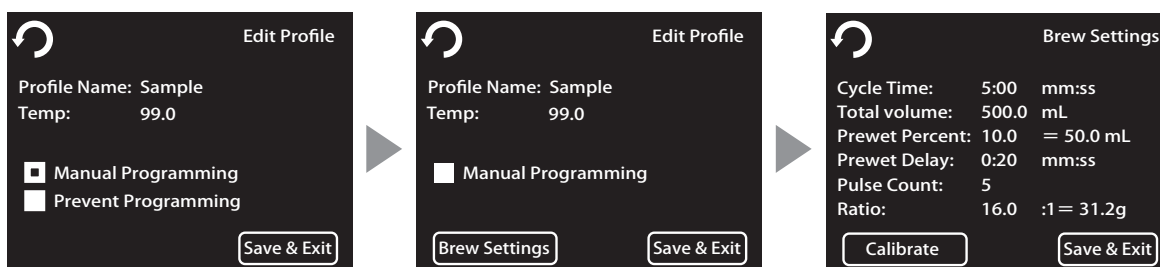 Edit Profile
Profile Name: Sample
Temp: 99.0
Manual Programming
Prevent Programming
Save & Exit
Edit Profile
Profile Name: Sample
Temp: 99.0
Manual Programming
Brew Settings Save & Exit
Brew Settings
Cycle Time: 5:00 mm:ss
Total volume: 500.0 mL
Prewet Percent: 10.0 = 50.0 mL
Prewet Delay: 0:20 mm:ss
Pulse Count: 5
Ratio: 16.0 :1= 31.2g
Calibrate Save & Exit